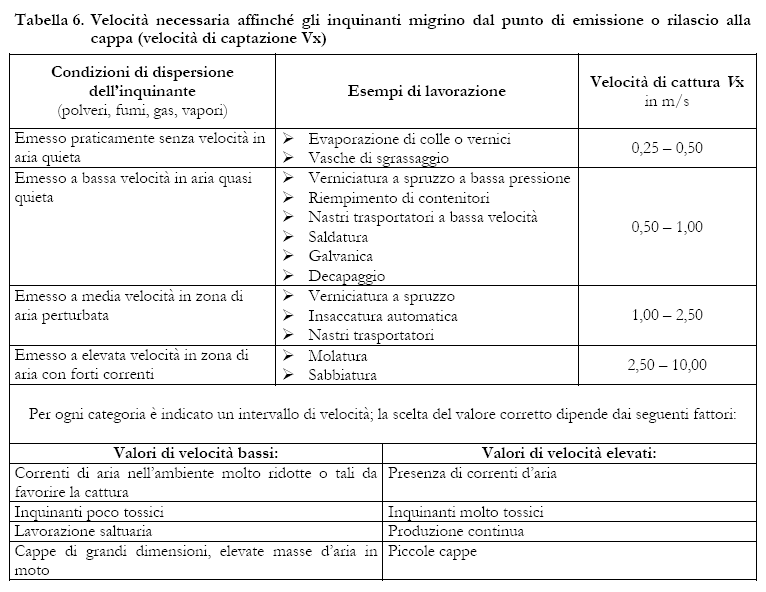 Tabella 6. Velocità necessaria affinché gli inquinanti migrino dal punto di emissione o rilascio alla
cappa (velocità di captazione Vx)
Condizioni di dispersione
dell'inquinante
(polveri, fumi, gas, vapori)
Esempi di lavorazione
Velocità di cattura Vx
in m/s
Emesso praticamente senza velocità in
aria quieta
➢ Evaporazione di colle o vernici
➢ Vasche di sgrassaggio
0,25 – 0,50
Emesso a bassa velocità in aria quasi
quieta
➢ Verniciatura a spruzzo a bassa pressione
➢ Riempimento di contenitori
➢ Nastri trasportatori a bassa velocità
➢ Saldatura
➢ Galvanica
➢ Decapaggio
0,50 – 1,00
Emesso a media velocità in zona di
aria perturbata
➢ Verniciatura a spruzzo
➢ Insaccatura automatica
➢ Nastri trasportatori
1,00 – 2,50
Emesso a elevata velocità in zona di
aria con forti correnti
➢ Molatura
➢ Sabbiatura
2,50 – 10,00
Per ogni categoria è indicato un intervallo di velocità; la scelta del valore corretto dipende dai seguenti fattori:
Valori di velocità bassi:
Valori di velocità elevati:
Correnti di aria nell'ambiente molto ridotte o tali da
favorire la cattura
Presenza di correnti d'aria
Inquinanti poco tossici
Inquinanti molto tossici
Lavorazione saltuaria
Produzione continua
Cappe di grandi dimensioni, elevate masse d'aria in
moto
Piccole cappe